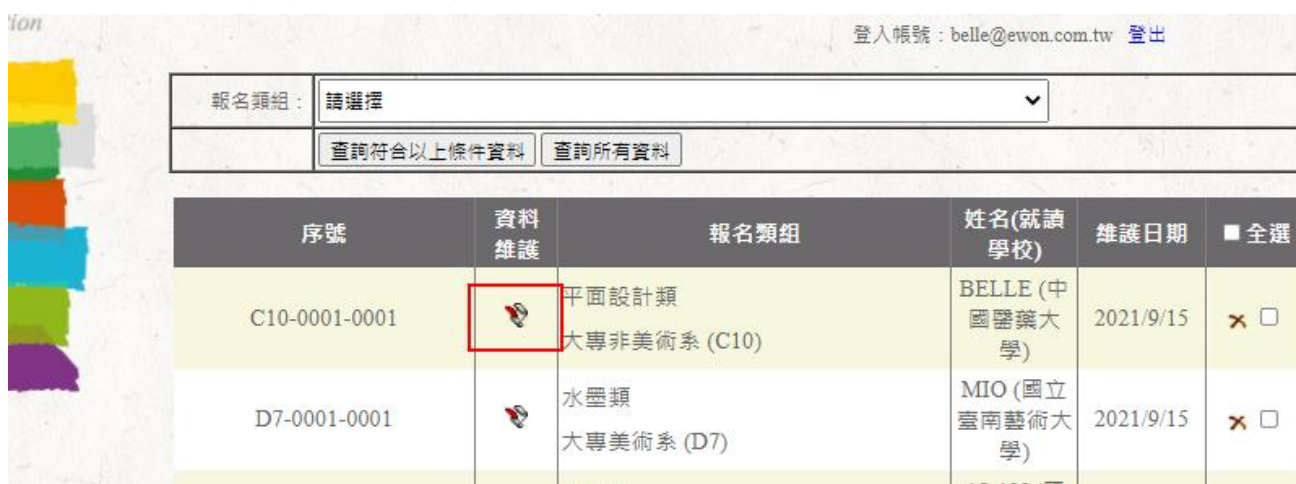 tion
登入帳號：belle@ewon.com.tw 登出
報名類組： 請選擇
查詢符合以上條件資料 查詢所有資料
序號 資料維護 報名類組 姓名(就讀學校) 維護日期 全選
C10-0001-0001
平面設計類
大專非美術系 (C10)
BELLE (中
國醫藥大
學)
2021/9/15
D7-0001-0001
水墨類
大專美術系 (D7)
MIO (國立
臺南藝術大
學)
2021/9/15